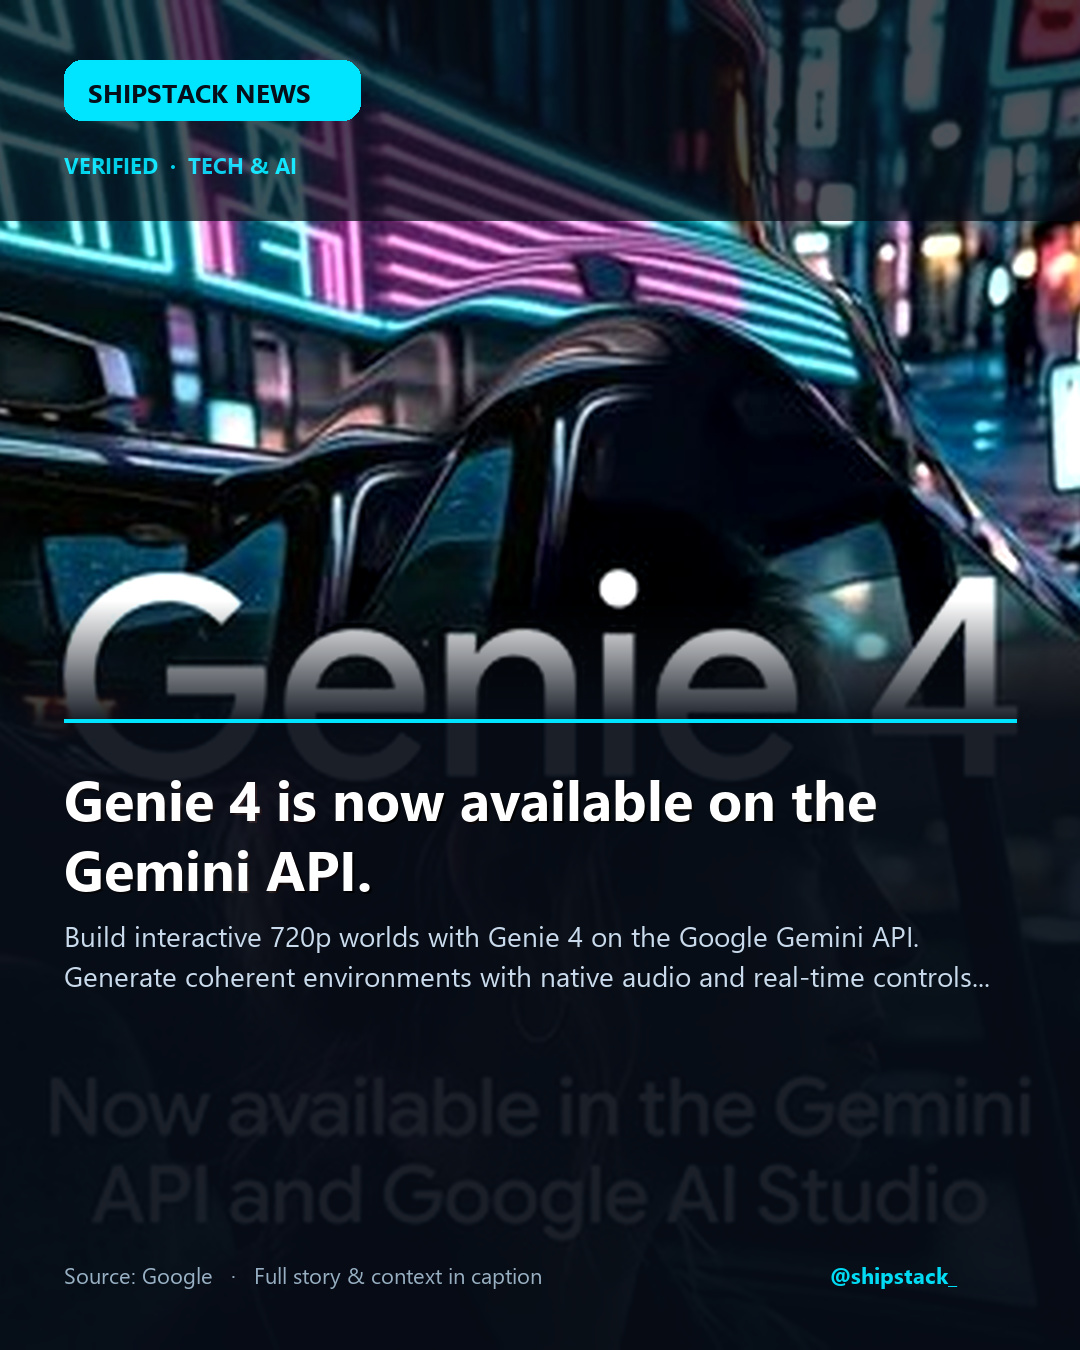 SHIPSTACK NEWS
VERIFIED · TECH & AI
Genie 4
Genie 4 is now available on the
Gemini API.
Build interactive 720p worlds with Genie 4 on the Google Gemini API.
Generate coherent environments with native audio and real-time controls...
Now available in the Gemini
API and Google AI Studio
Source: Google · Full story & context in caption
@shipstack_